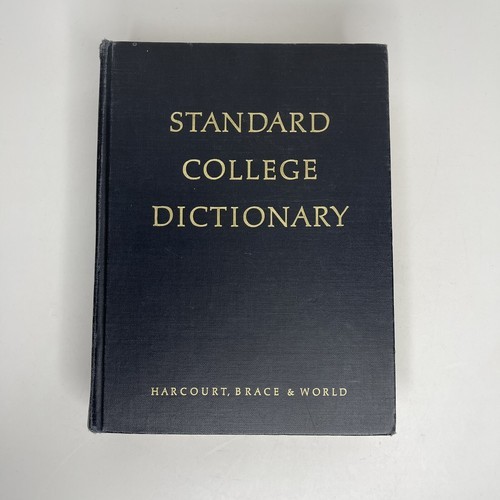 STANDARD
COLLEGE
DICTIONARY
HARCOURT, BRACE & WORLD